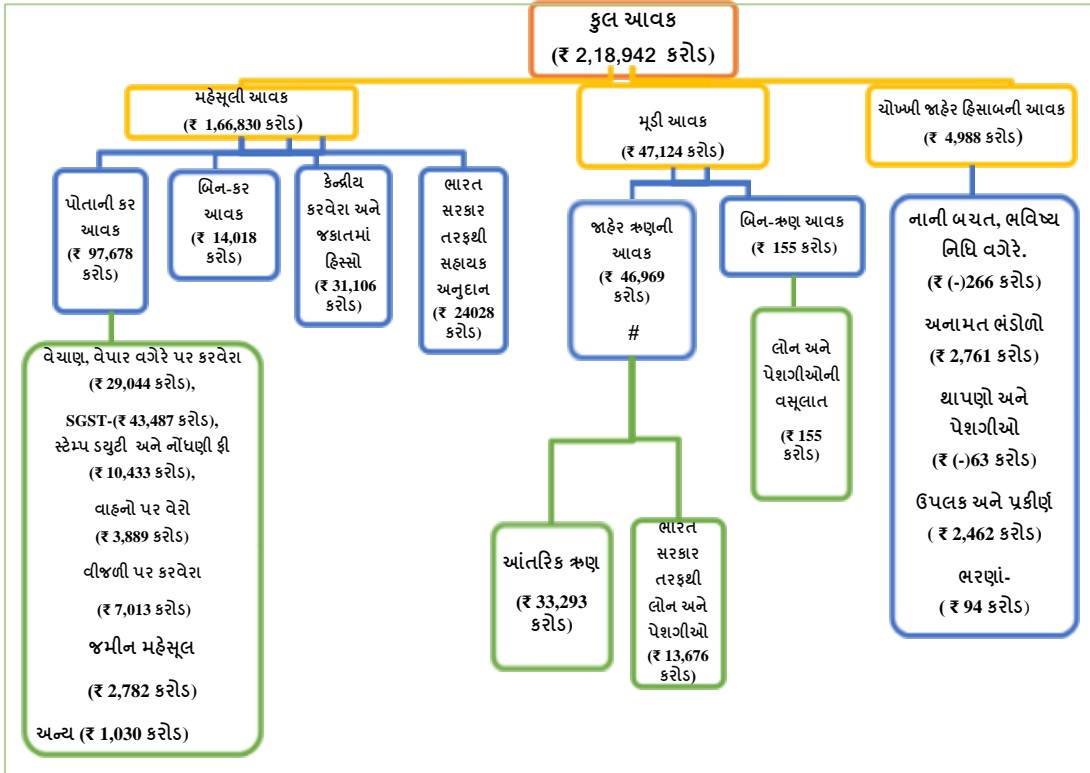 કુલ આવક
(₹ 2,18,942 કરોડ)
મહેસૂલી આવક
(₹ 1,66,830 કરોડ)
મૂડી આવક
(₹ 47,124 કરોડ)
ચોખ્ખી જાહેર હિસાબની આવક
(₹ 4,988 કરોડ)
પોતાની કર
આવક
(₹ 97,678
કરોડ)
બિન-કર
આવક
(₹ 14,018
કરોડ)
કેન્દ્રીય
કરવેરા અને
જકાતમાં
હિસ્સો
(₹ 31,106
કરોડ)
ભારત
સરકાર
તરફથી
સહાયક
અનુદાન
(₹ 24028
કરોડ)
જાહેર ઋણની
આવક
(₹ 46,969
કરોડ)
#
બિન-ઋણ આવક
(₹ 155 કરોડ)
નાની બચત, ભવિષ્ય
નિધિ વગેરે.
(₹ (-)266 કરોડ)
અનામત ભંડોળો
(₹ 2,761 કરોડ)
થાપણો અને
પેશગીઓ
(₹ (-)63 કરોડ)
ઉપલક અને પ્રકીર્ણ
( ₹ 2,462 કરોડ)
ભરણાં-
( ₹ 94 કરોડ)
વેચાણ, વેપાર વગેરે પર કરવેરા
(₹ 29,044 કરોડ),
SGST-(₹ 43,487 કરોડ),
સ્ટેમ્પ ડ્યુટી અને નોંધણી ફી
(₹ 10,433 કરોડ),
વાહનો પર વેરો
(₹ 3,889 કરોડ)
વીજળી પર કરવેરા
(₹ 7,013 કરોડ)
જમીન મહેસૂલ
(₹ 2,782 કરોડ)
અન્ય (₹ 1,030 કરોડ)
લોન અને
પેશગીઓની
વસૂલાત
(₹ 155
કરોડ)
આંતરિક ઋણ
(₹ 33,293
કરોડ)
ભારત
સરકાર
તરફથી
લોન અને
પેશગીઓ
(₹ 13,676
કરોડ)